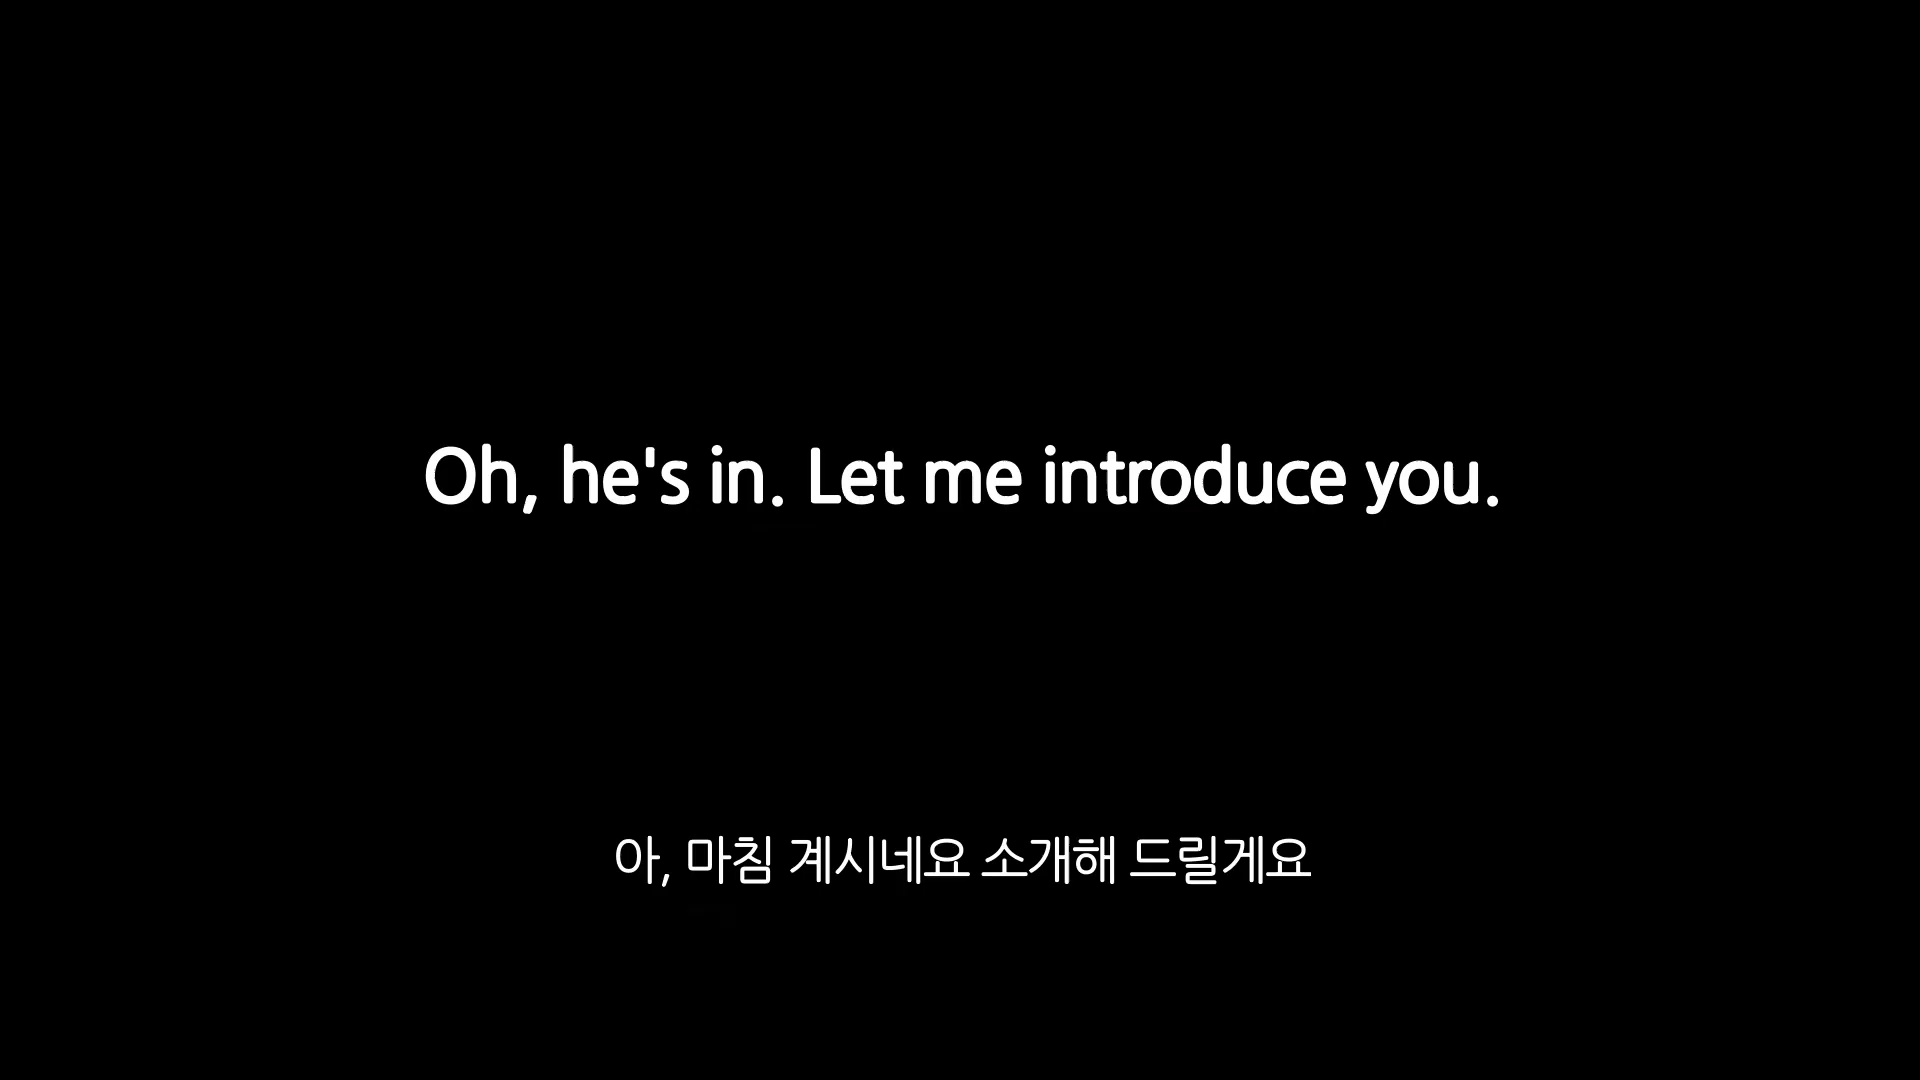 Oh, he's in. Let me introduce you.
아, 마침 계시네요 소개해 드릴게요